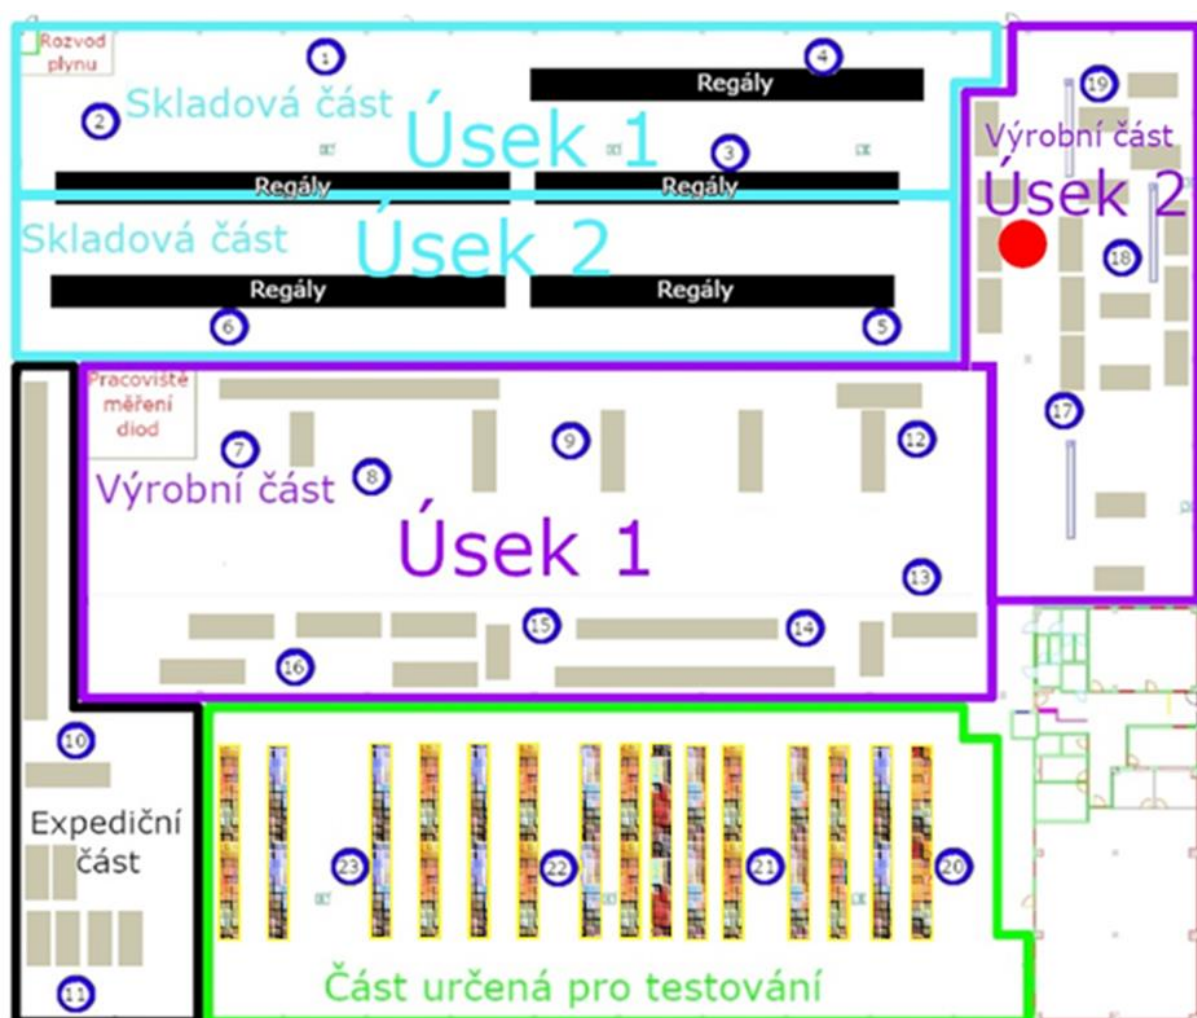 Rozvod
plynu
1
4
Regály
19
Skladová část
2
Úsek 1
3
Výrobní část
Úsek 2
Regály
Regály
Skladová část
Úsek 2
18
Regály
Regály
6
5
Pracoviště
měření
diod
7
8
9
12
17
Výrobní část
Úsek 1
13
15
14
16
10
Expediční
část
23
22
21
20
11
Část určená pro testování